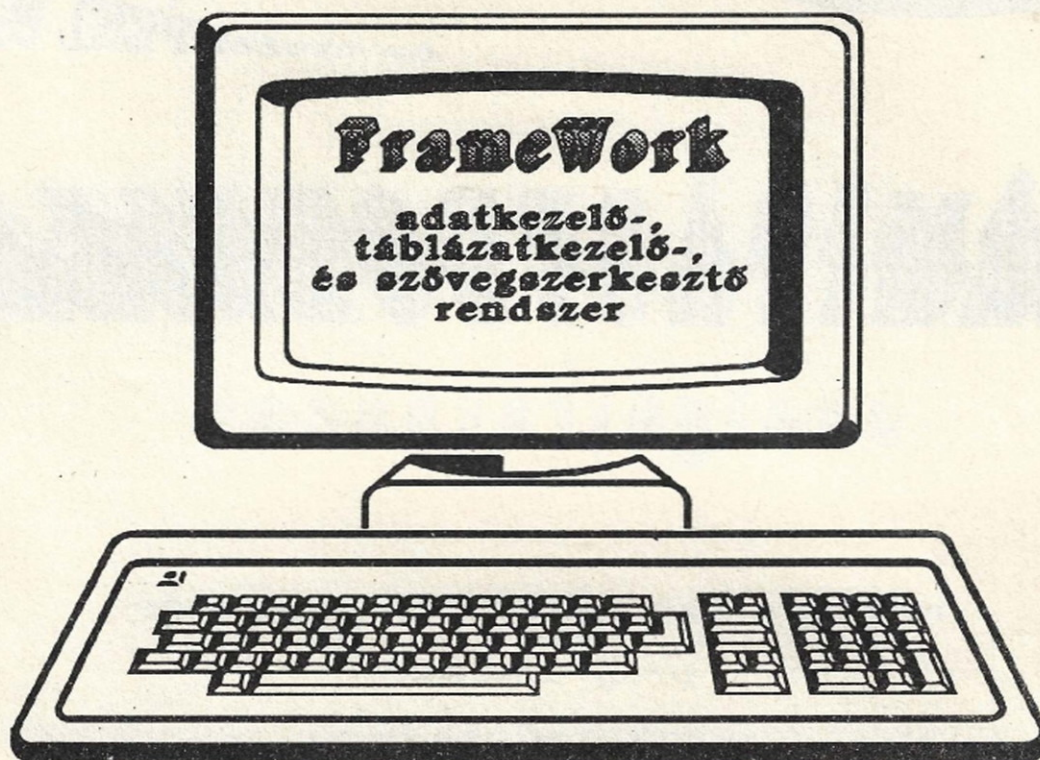 FrameWork
adatkezelő-,
táblázatkezelő-,
és szövegszerkesztő
rendszer